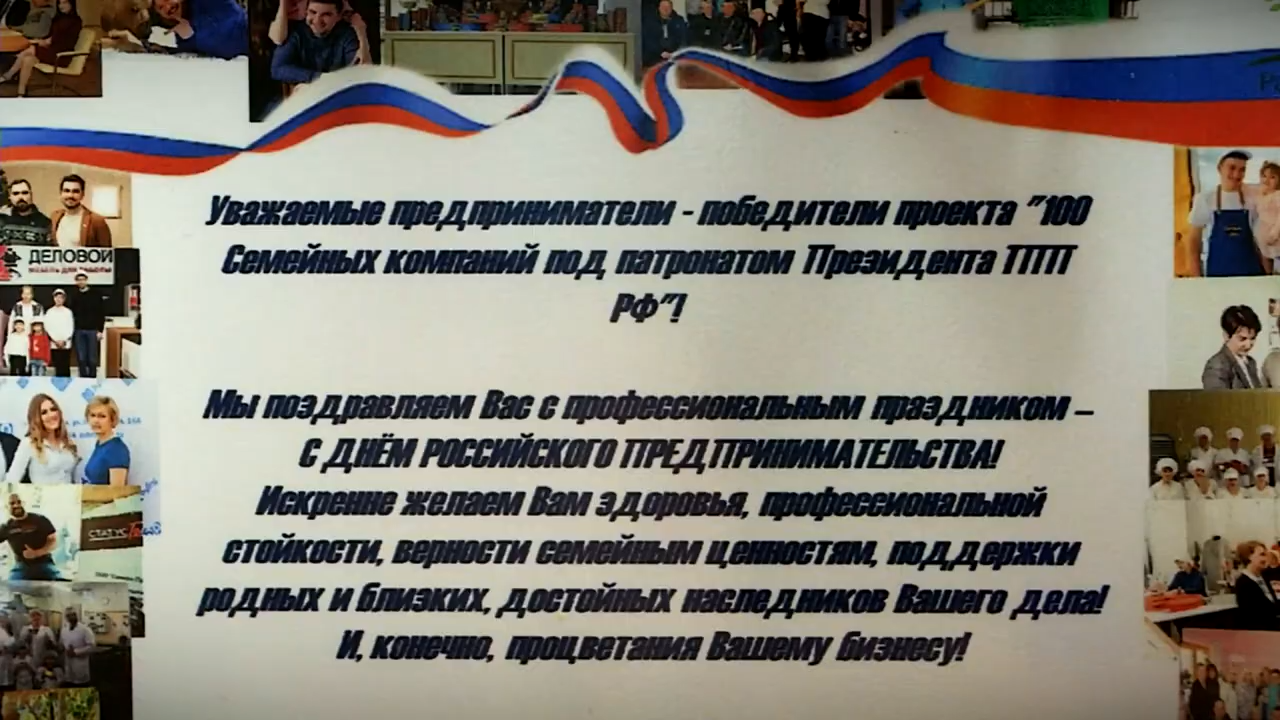 Уважаемые предприниматели - победители проекта "100
Семейных компаний под патронатом Президента ТПП
РФ"!
Мы поздравляем Вас с профессиональным праздником –
С ДНЁМ РОССИЙСКОГО ПРЕДПРИНИМАТЕЛЬСТВА!
Искренне желаем Вам здоровья, профессиональной
стойкости, верности семейным ценностям, поддержки
родных и близких, достойных наследников Вашего дела!
И, конечно, процветания Вашему бизнесу!
ДЕЛОВОЙ
СТАТУС